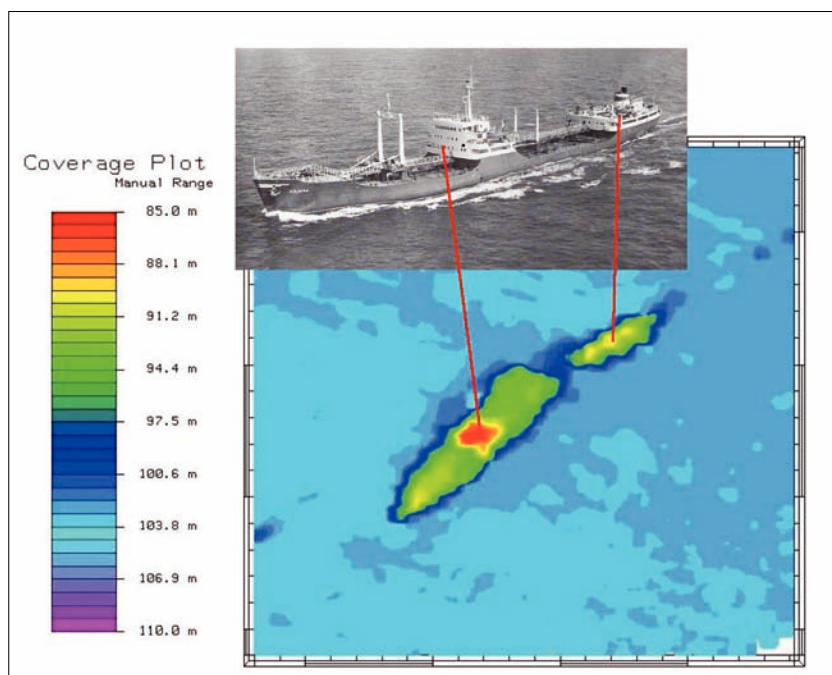 Coverage Plot
Manual Range
85.0 m
88.1 m
91.2 m
94.4 m
97.5 m
100.6 m
103.8 m
106.9 m
110.0 m